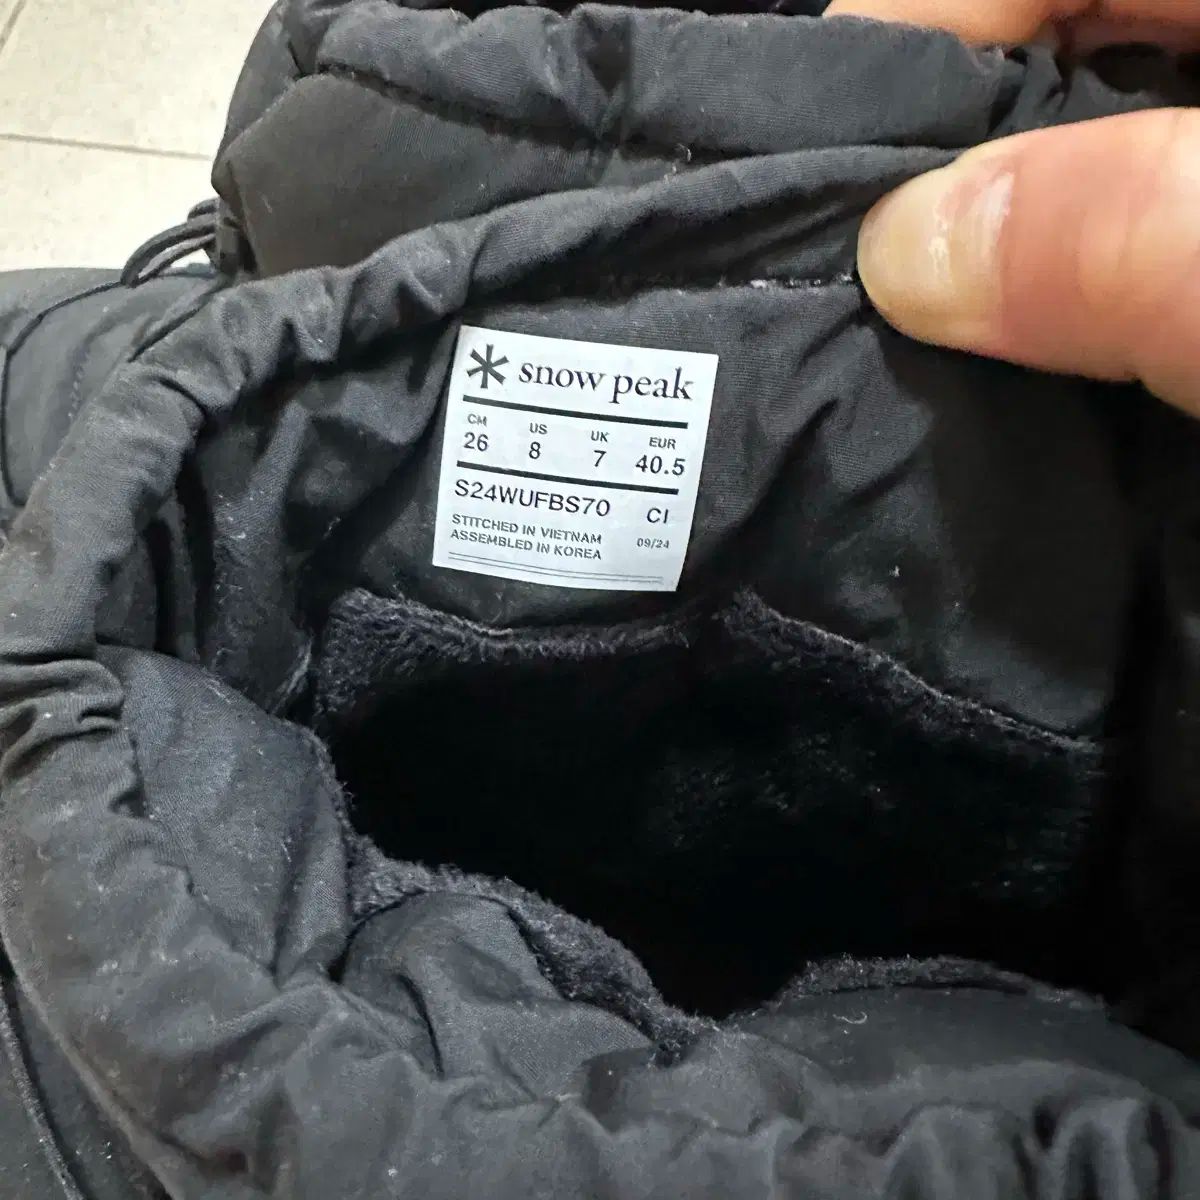 snow peak
CM US UK EUR
26 8 7 40.5
S24WUFBS70 CI
STITCHED IN VIETNAM
ASSEMBLED IN KOREA 09/24